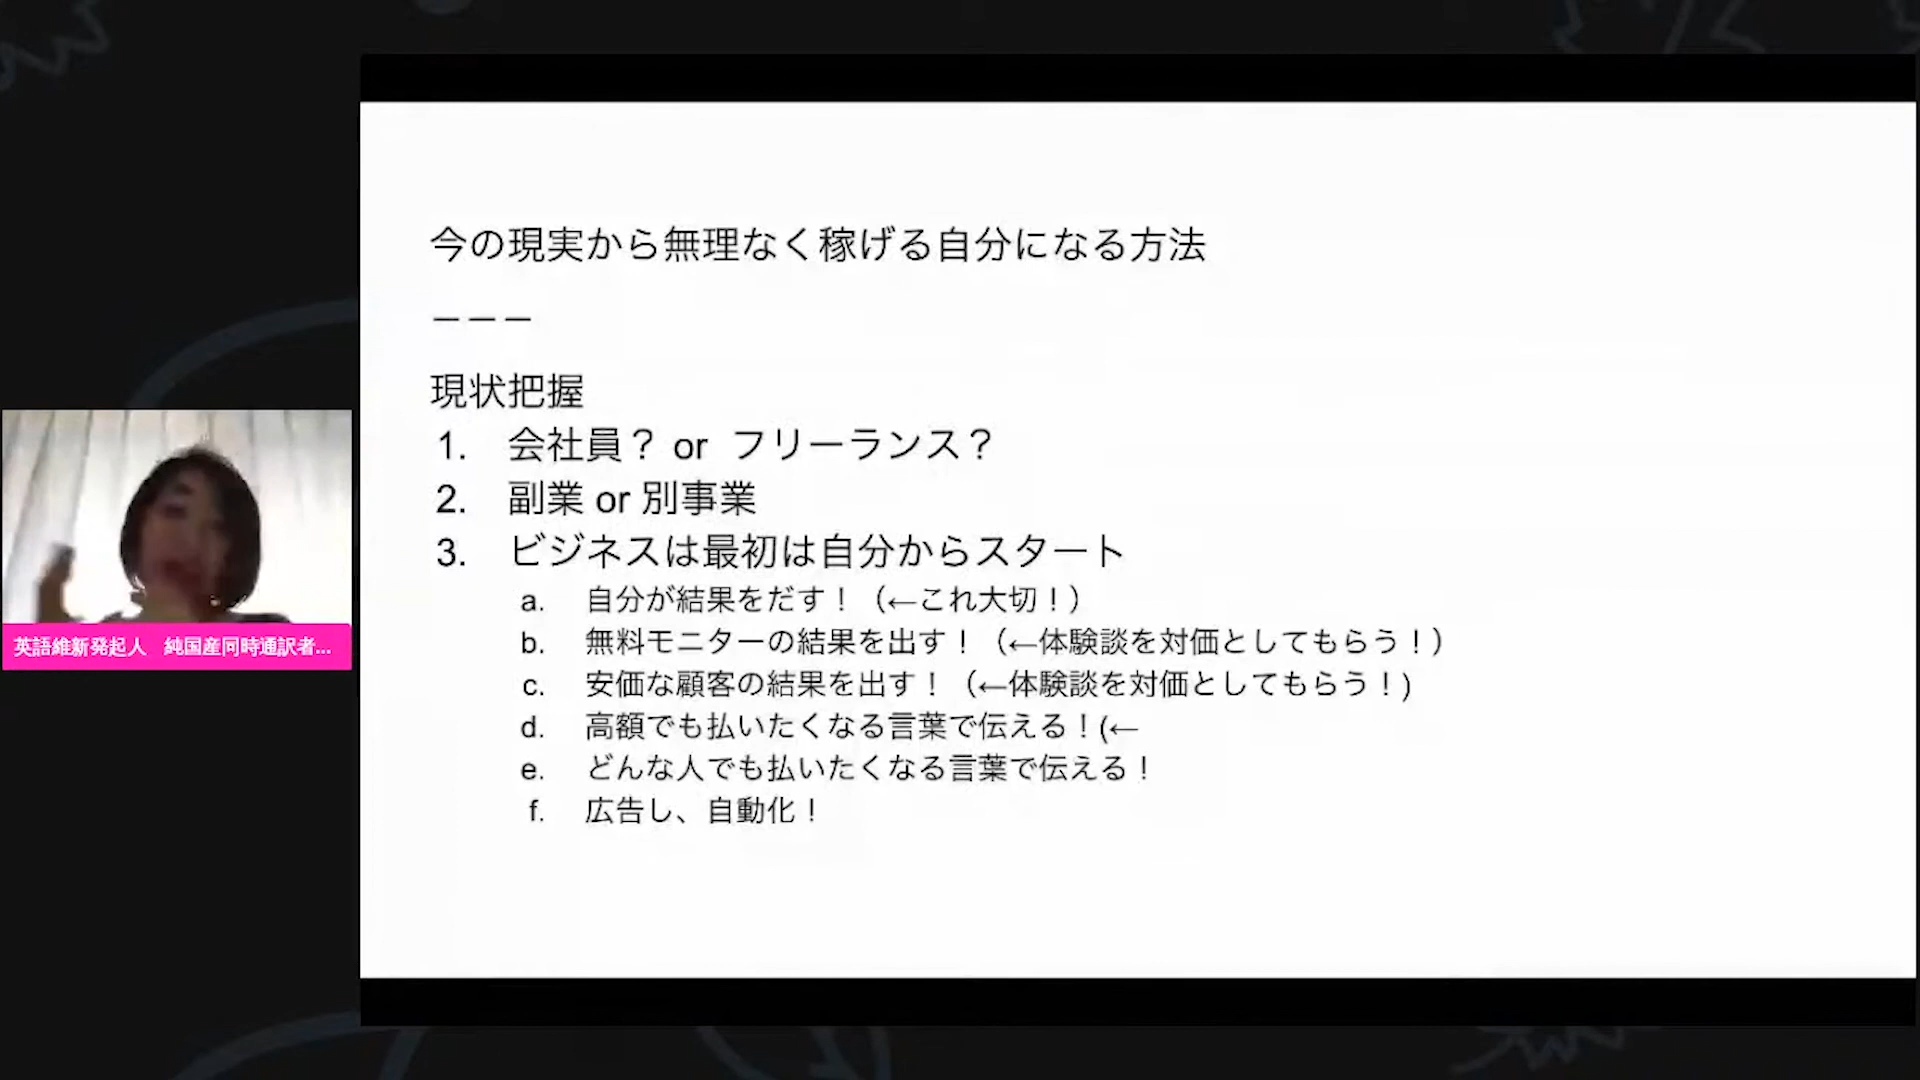 今の現実から無理なく稼げる自分になる方法
———
現状把握
1. 会社員？ or フリーランス？
2. 副業 or 別事業
3. ビジネスは最初は自分からスタート
a. 自分が結果をだす！（←これ大切！）
b. 無料モニターの結果を出す！（←体験談を対価としてもらう！）
c. 安価な顧客の結果を出す！（←体験談を対価としてもらう！)
d. 高額でも払いたくなる言葉で伝える！(←
e. どんな人でも払いたくなる言葉で伝える！
f. 広告し、自動化！
英語維新発起人　純国産同時通訳者...